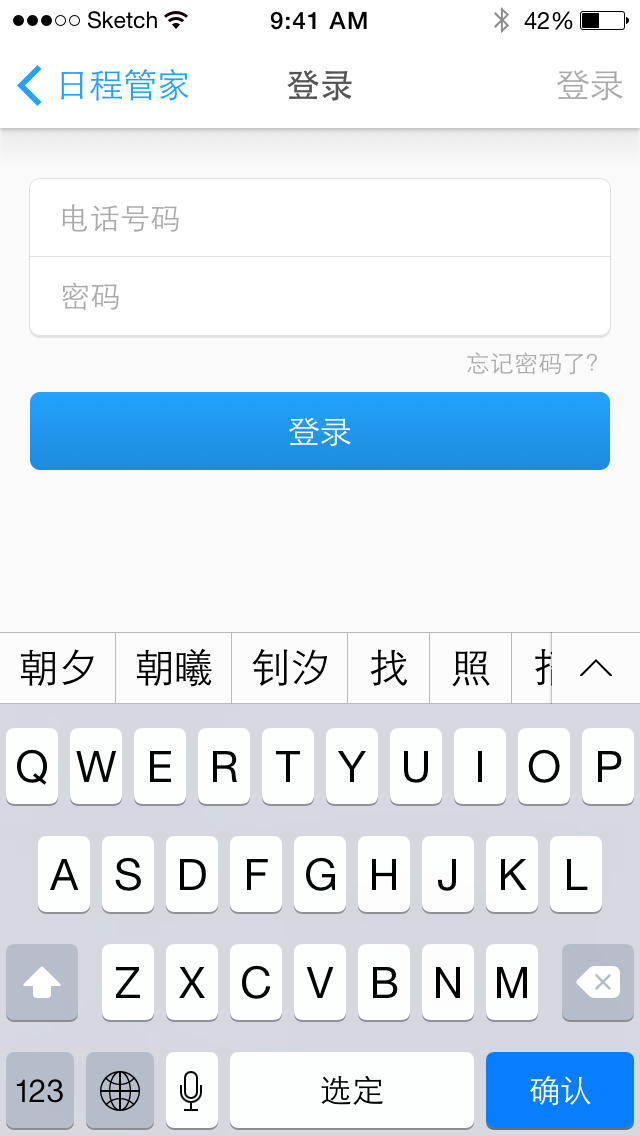 Sketch 9:41 AM 42%
日程管家 登录 登录
电话号码
密码
忘记密码了?
登录
朝夕 朝曦 钊汐 找 照
Q W E R T Y U I O P
A S D F G H J K L
Z X C V B N M
123 选定 确认